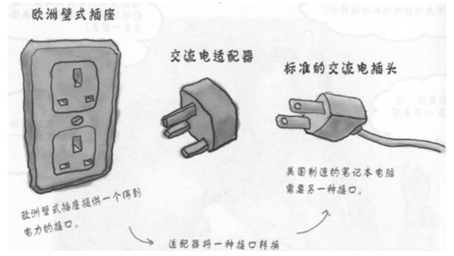 欧洲壁式插座
交流电适配器
标准的交流电插头
美国制造的笔记本电脑
需要另一种接口。
欧洲壁式插座提供一个得到
电力的接口。
适配器将一种接口转换